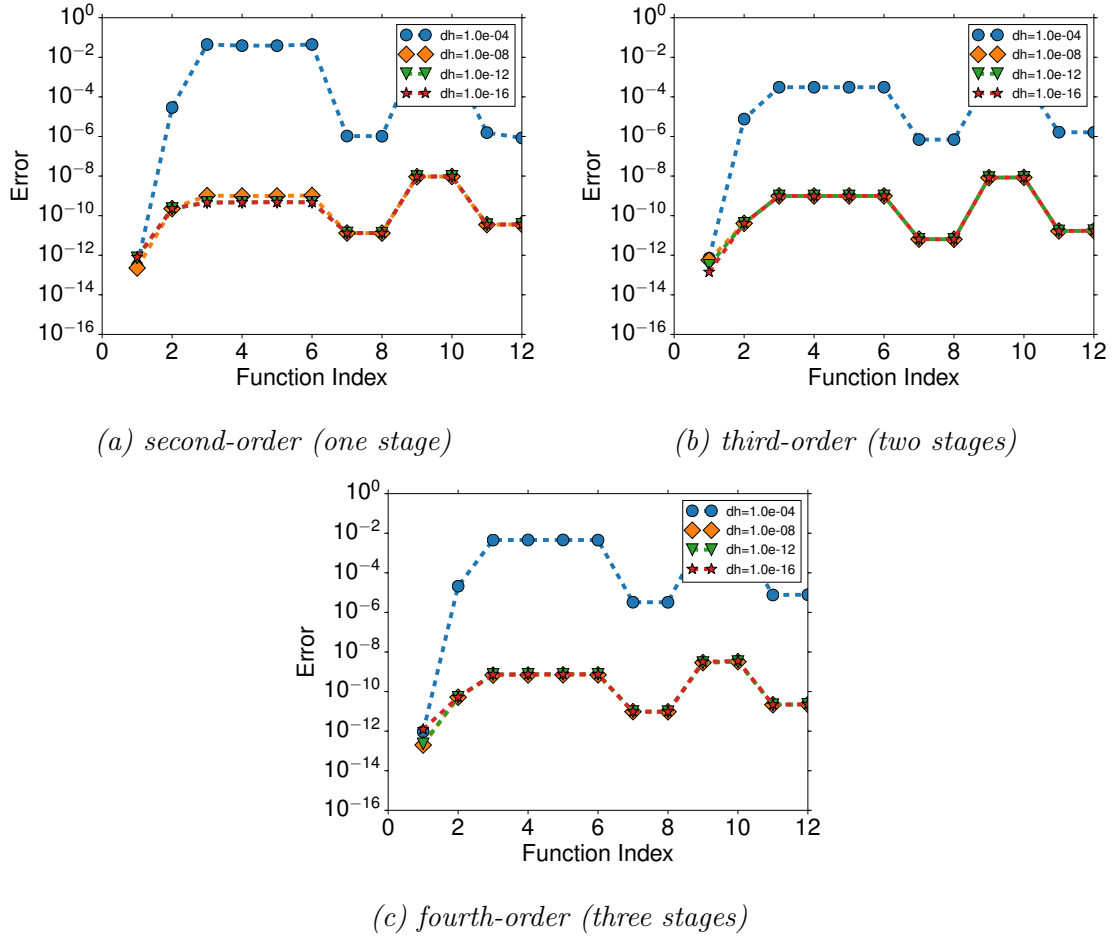 10^0
10^−2
10^−4
10^−6
10^−8
10^−10
10^−12
10^−14
10^−16
Error
0 2 4 6 8 10 12
Function Index
dh=1.0e-04
dh=1.0e-08
dh=1.0e-12
dh=1.0e-16
(a) second-order (one stage)
10^0
10^−2
10^−4
10^−6
10^−8
10^−10
10^−12
10^−14
10^−16
Error
0 2 4 6 8 10 12
Function Index
dh=1.0e-04
dh=1.0e-08
dh=1.0e-12
dh=1.0e-16
(b) third-order (two stages)
10^0
10^−2
10^−4
10^−6
10^−8
10^−10
10^−12
10^−14
10^−16
Error
0 2 4 6 8 10 12
Function Index
dh=1.0e-04
dh=1.0e-08
dh=1.0e-12
dh=1.0e-16
(c) fourth-order (three stages)